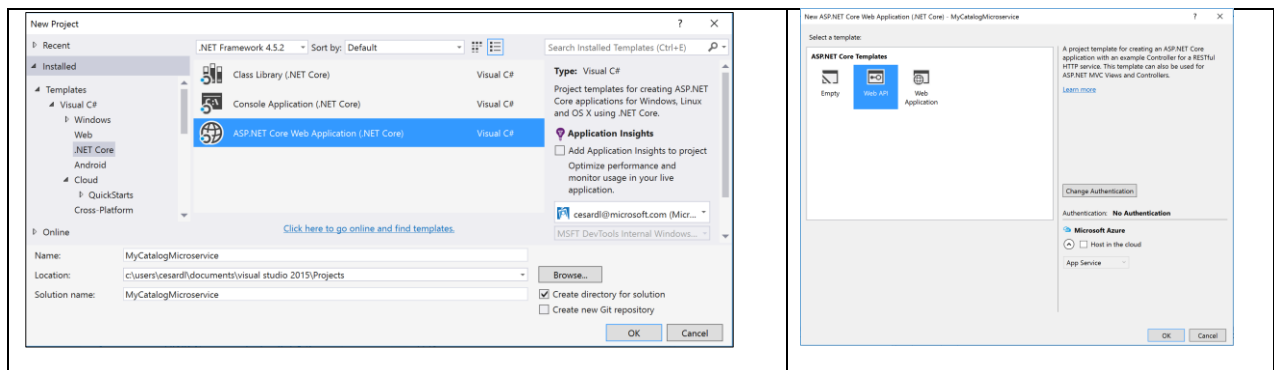 New Project
? ×
Recent
.NET Framework 4.5.2 Sort by: Default
Search Installed Templates (Ctrl+E)
Installed
Templates
Visual C#
Windows
Web
.NET Core
Android
Cloud
QuickStarts
Cross-Platform
Online
Class Library (.NET Core) Visual C#
Console Application (.NET Core) Visual C#
ASP.NET Core Web Application (.NET Core) Visual C#
Click here to go online and find templates.
Type: Visual C#
Project templates for creating ASP.NET
Core applications for Windows, Linux
and OS X using .NET Core.
Application Insights
Add Application Insights to project
Optimize performance and
monitor usage in your live
application.
cesardl@microsoft.com (Micr...
MSFT DevTools Internal Windows...
Name: MyCatalogMicroservice
Location: c:\users\cesardl\documents\visual studio 2015\Projects
Browse...
Solution name: MyCatalogMicroservice
Create directory for solution
Create new Git repository
OK Cancel
New ASP.NET Core Web Application (.NET Core) - MyCatalogMicroservice
? ×
Select a template:
ASP.NET Core Templates
Empty
Web API
Web
Application
A project template for creating an ASP.NET Core
application with an example Controller for a RESTful
HTTP service. This template can also be used for
ASP.NET MVC Views and Controllers.
Learn more
Change Authentication
Authentication: No Authentication
Microsoft Azure
Host in the cloud
App Service
OK Cancel